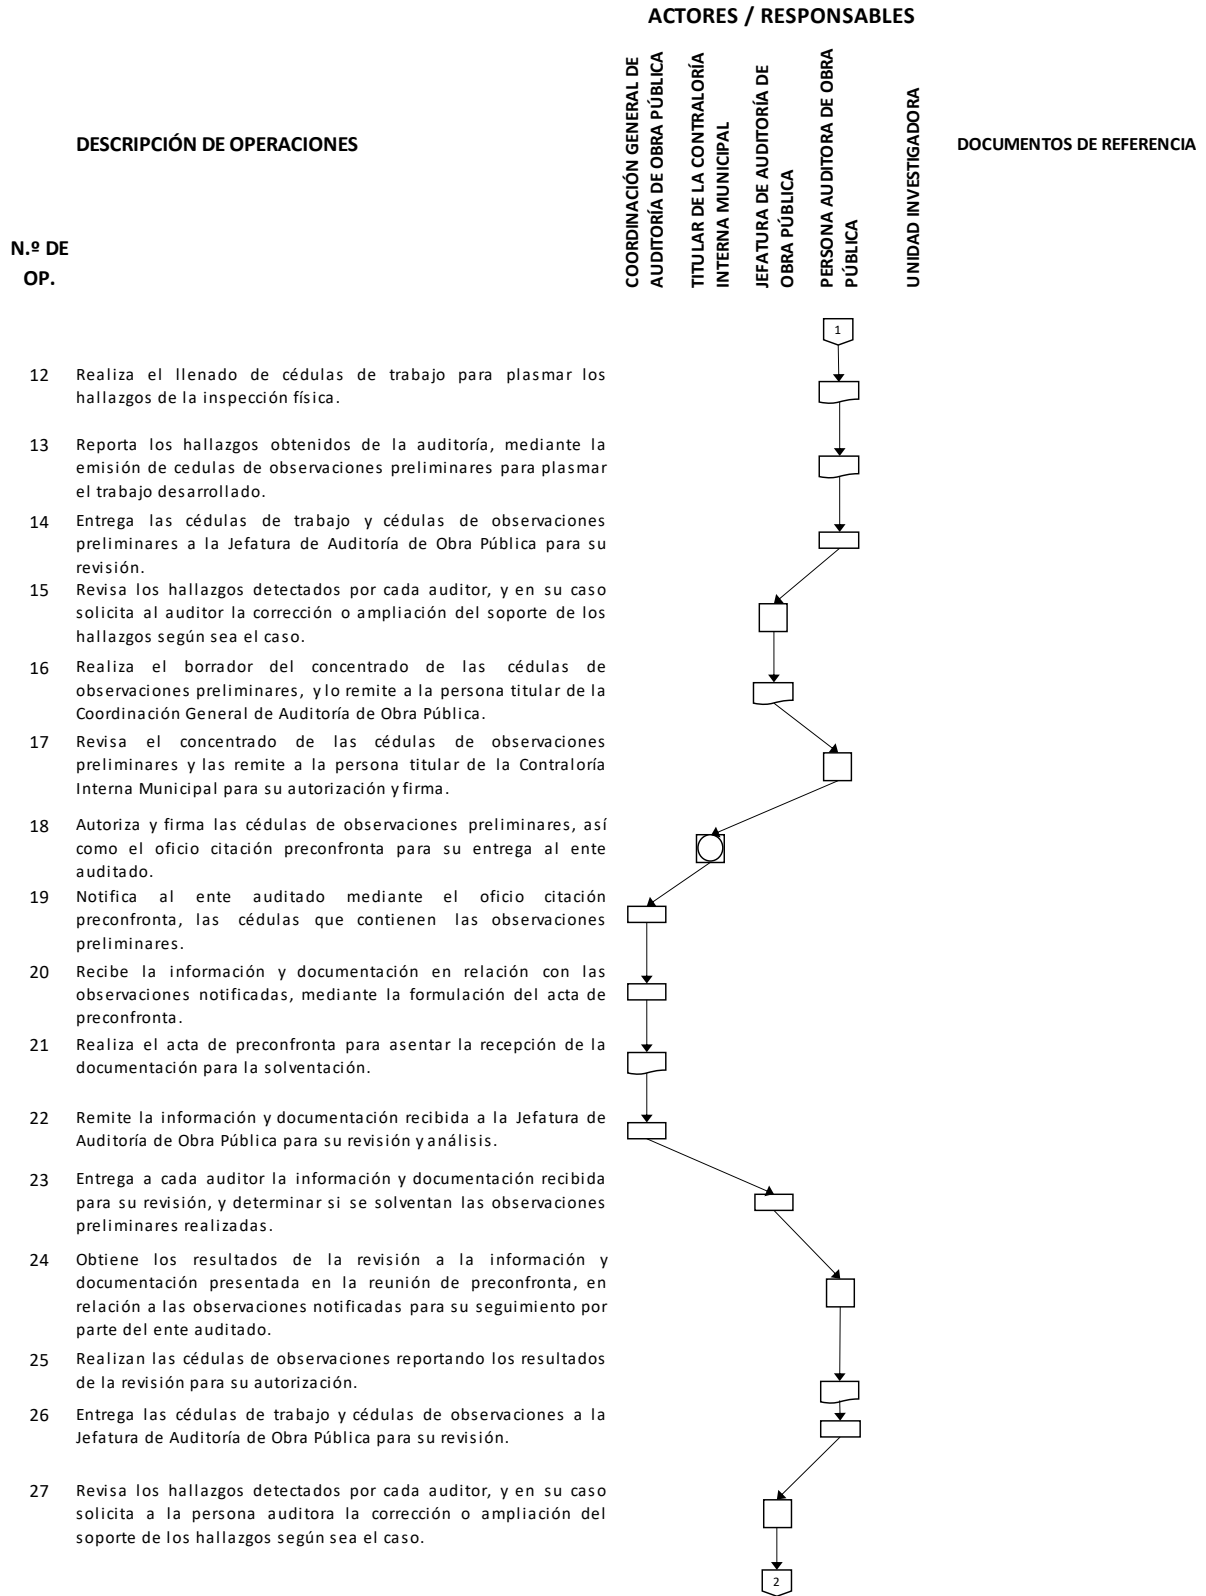 ACTORES / RESPONSABLES
N.º DE
OP.
DESCRIPCIÓN DE OPERACIONES
COORDINACIÓN GENERAL DE
AUDITORÍA DE OBRA PÚBLICA
TITULAR DE LA CONTRALORÍA
INTERNA MUNICIPAL
JEFATURA DE AUDITORÍA DE
OBRA PÚBLICA
PERSONA AUDITORA DE OBRA
PÚBLICA
UNIDAD INVESTIGADORA
DOCUMENTOS DE REFERENCIA
1
12 Realiza el llenado de cédulas de trabajo para plasmar los
hallazgos de la inspección física.
13 Reporta los hallazgos obtenidos de la auditoría, mediante la
emisión de cedulas de observaciones preliminares para plasmar
el trabajo desarrollado.
14 Entrega las cédulas de trabajo y cédulas de observaciones
preliminares a la Jefatura de Auditoría de Obra Pública para su
revisión.
15 Revisa los hallazgos detectados por cada auditor, y en su caso
solicita al auditor la corrección o ampliación del soporte de los
hallazgos según sea el caso.
16 Realiza el borrador del concentrado de las cédulas de
observaciones preliminares, y lo remite a la persona titular de la
Coordinación General de Auditoría de Obra Pública.
17 Revisa el concentrado de las cédulas de observaciones
preliminares y las remite a la persona titular de la Contraloría
Interna Municipal para su autorización y firma.
18 Autoriza y firma las cédulas de observaciones preliminares, así
como el oficio citación preconfronta para su entrega al ente
auditado.
19 Notifica al ente auditado mediante el oficio citación
preconfronta, las cédulas que contienen las observaciones
preliminares.
20 Recibe la información y documentación en relación con las
observaciones notificadas, mediante la formulación del acta de
preconfronta.
21 Realiza el acta de preconfronta para asentar la recepción de la
documentación para la solventación.
22 Remite la información y documentación recibida a la Jefatura de
Auditoría de Obra Pública para su revisión y análisis.
23 Entrega a cada auditor la información y documentación recibida
para su revisión, y determinar si se solventan las observaciones
preliminares realizadas.
24 Obtiene los resultados de la revisión a la información y
documentación presentada en la reunión de preconfronta, en
relación a las observaciones notificadas para su seguimiento por
parte del ente auditado.
25 Realizan las cédulas de observaciones reportando los resultados
de la revisión para su autorización.
26 Entrega las cédulas de trabajo y cédulas de observaciones a la
Jefatura de Auditoría de Obra Pública para su revisión.
27 Revisa los hallazgos detectados por cada auditor, y en su caso
solicita a la persona auditora la corrección o ampliación del
soporte de los hallazgos según sea el caso.
2